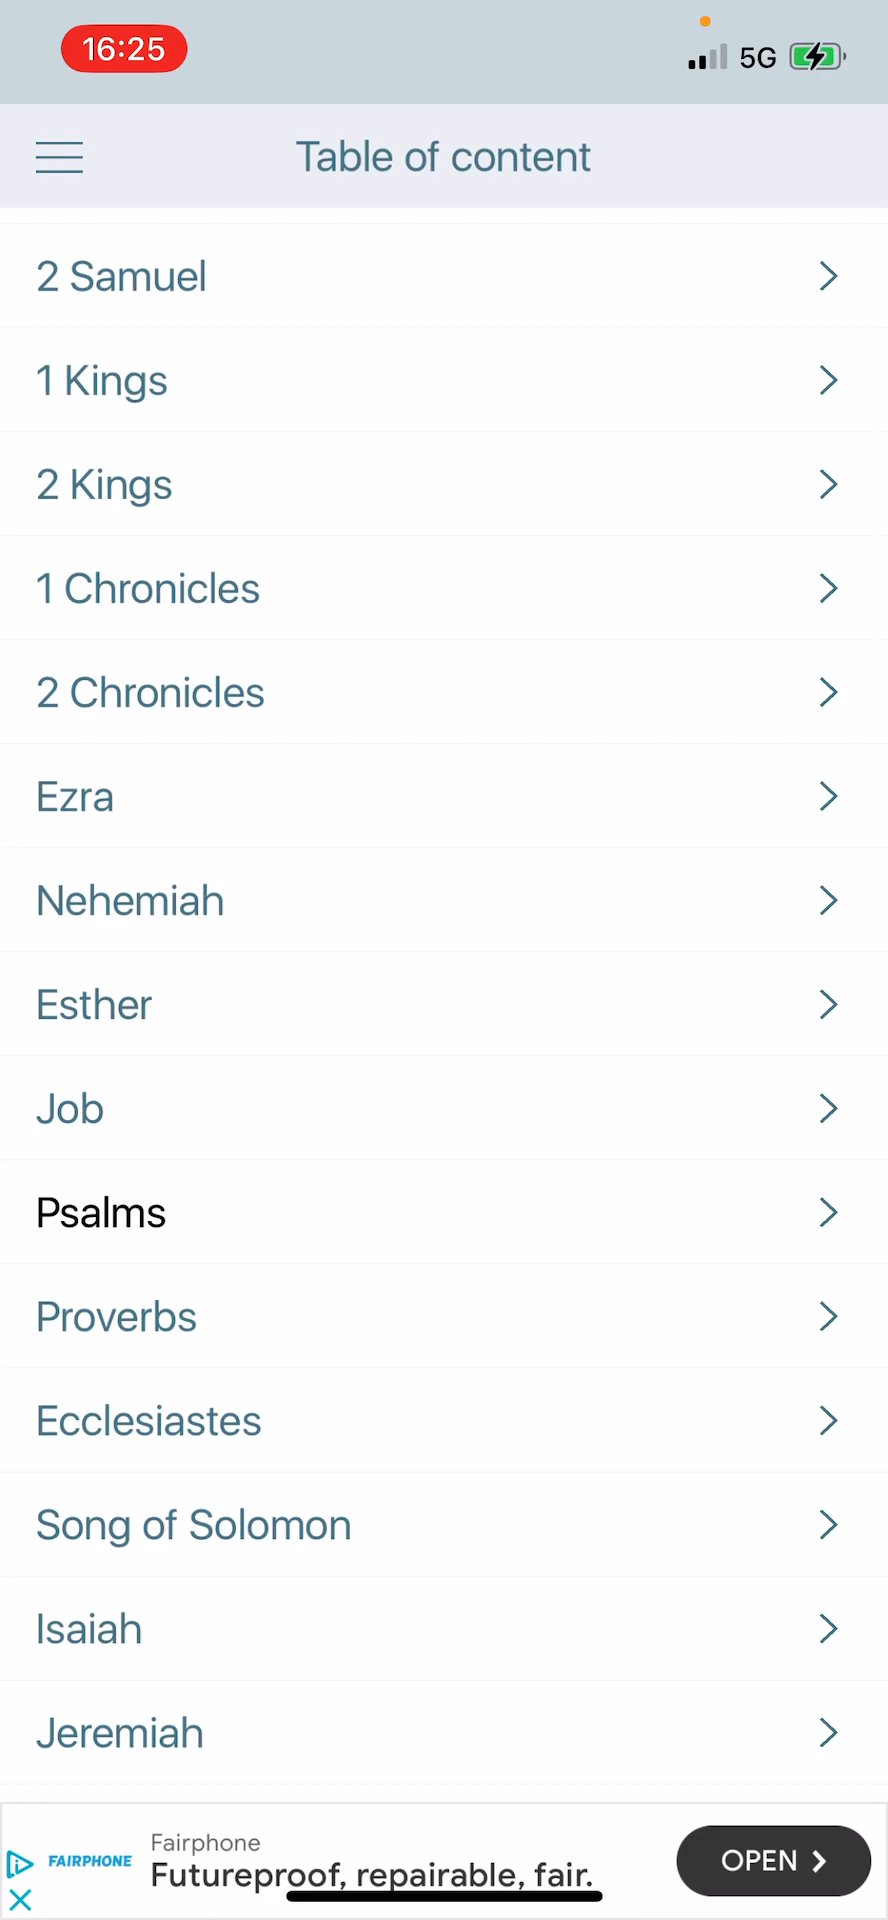 16:25
5G
Table of content
2 Samuel
1 Kings
2 Kings
1 Chronicles
2 Chronicles
Ezra
Nehemiah
Esther
Job
Psalms
Proverbs
Ecclesiastes
Song of Solomon
Isaiah
Jeremiah
FAIRPHONE
Fairphone
Futureproof, repairable, fair.
OPEN